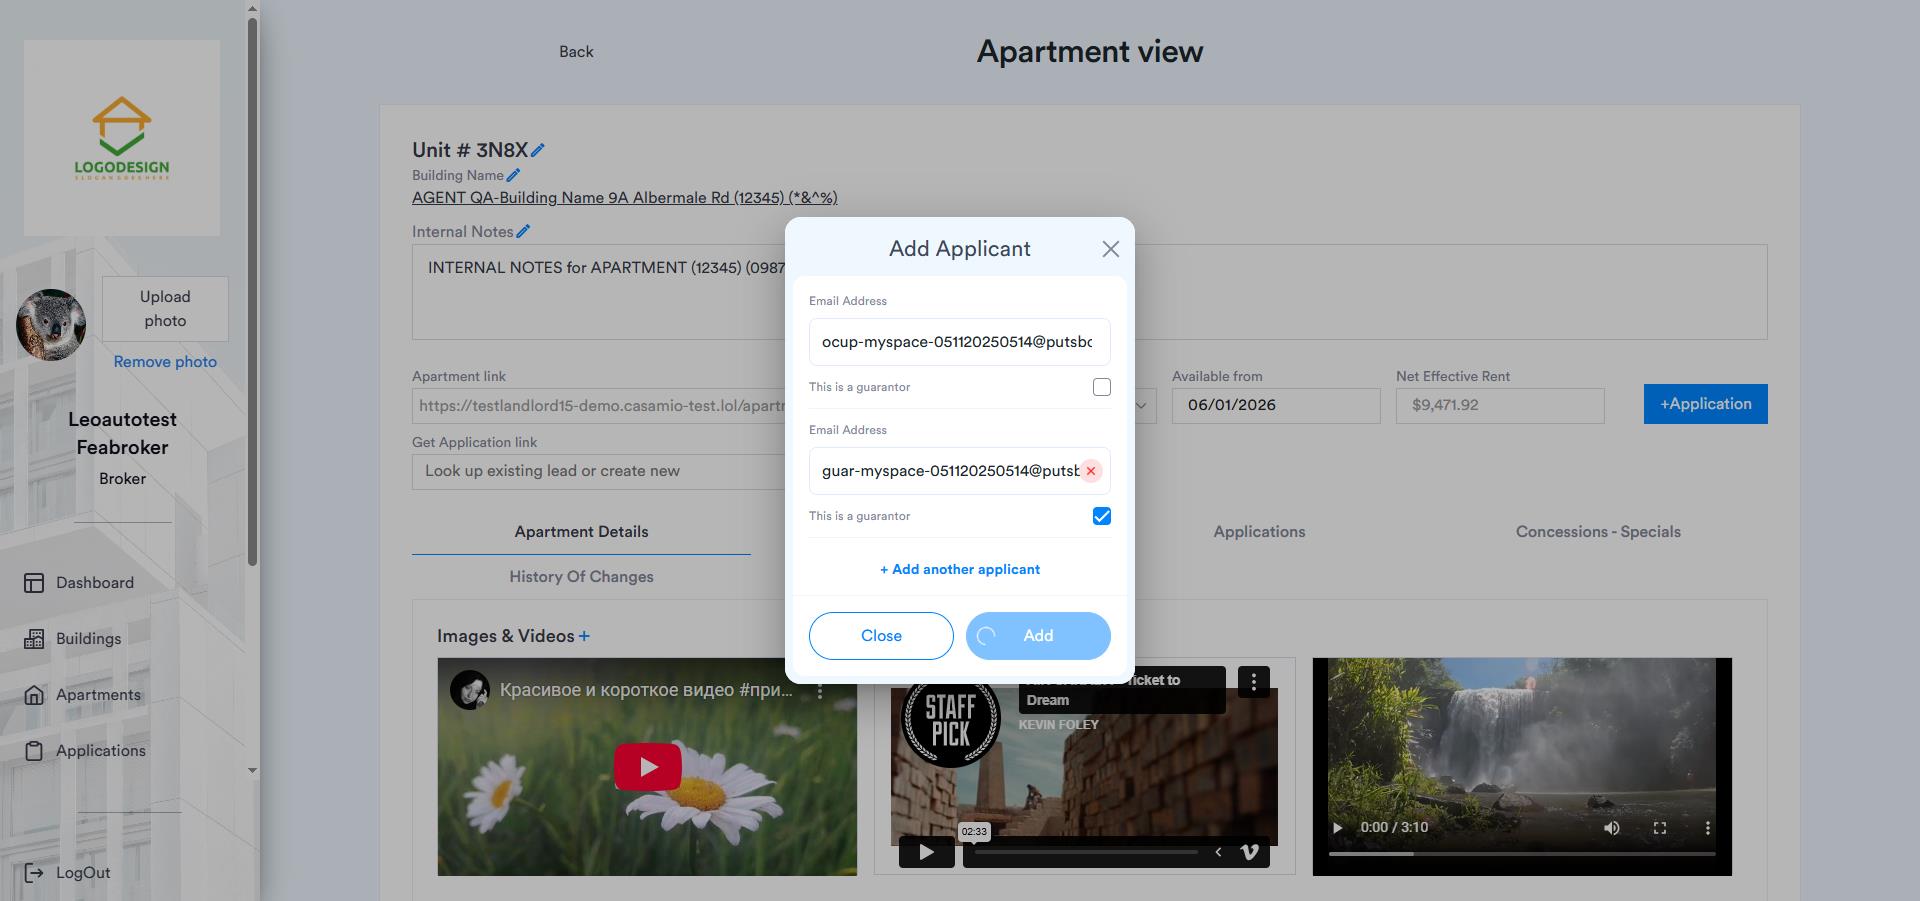 LOGODESIGN
SLOGAN GOES HERE
Upload
photo
Remove photo
Leoautotest
Feabroker
Broker
Dashboard
Buildings
Apartments
Applications
LogOut
Back
Apartment view
Unit # 3N8X
Building Name
AGENT QA-Building Name 9A Albermale Rd (12345) (*&^%)
Internal Notes
INTERNAL NOTES for APARTMENT (12345) (0987
Apartment link
https://testlandlord15-demo.casamio-test.lol/apartr
Available from
06/01/2026
Net Effective Rent
$9,471.92
+Application
Get Application link
Look up existing lead or create new
Apartment Details
Applications
Concessions - Specials
History Of Changes
Images & Videos +
Красивое и короткое видео #при...
STAFF
PICK
Ticket to
Dream
KEVIN FOLEY
02:33
0:00 / 3:10
Add Applicant
Email Address
ocup-myspace-051120250514@putsbo
This is a guarantor
Email Address
guar-myspace-051120250514@putsb
This is a guarantor
+ Add another applicant
Close
Add